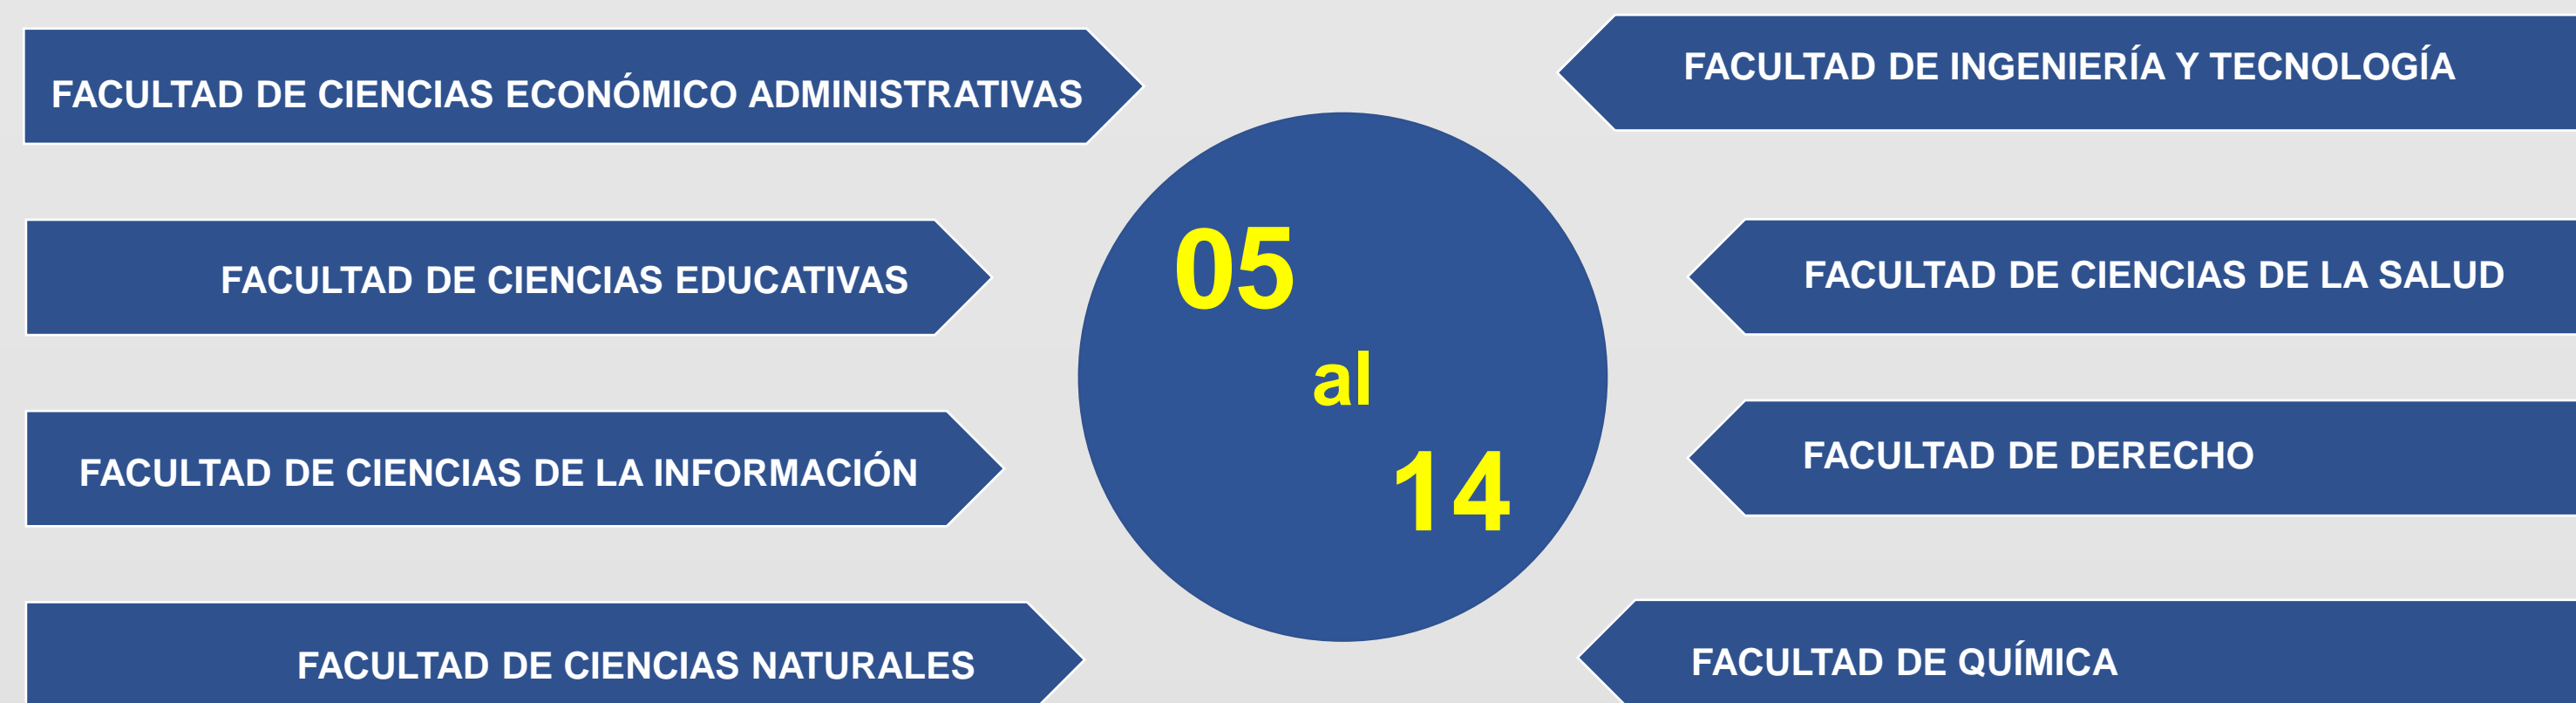 FACULTAD DE CIENCIAS ECONÓMICO ADMINISTRATIVAS
FACULTAD DE CIENCIAS EDUCATIVAS
FACULTAD DE CIENCIAS DE LA INFORMACIÓN
FACULTAD DE CIENCIAS NATURALES
05
al
14
FACULTAD DE INGENIERÍA Y TECNOLOGÍA
FACULTAD DE CIENCIAS DE LA SALUD
FACULTAD DE DERECHO
FACULTAD DE QUÍMICA